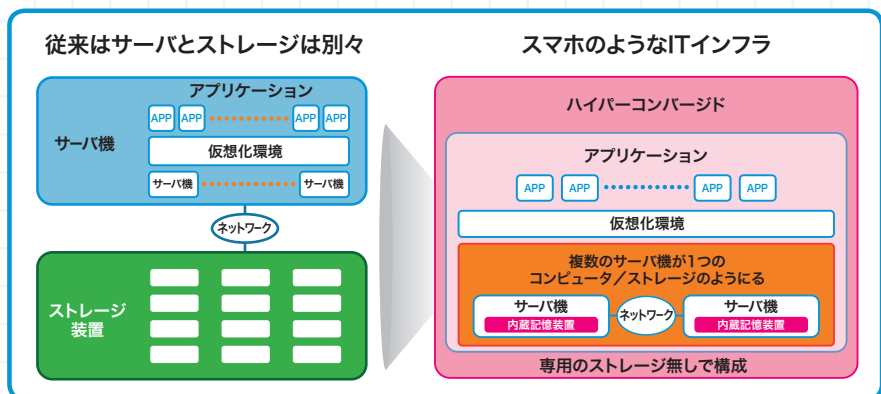 従来はサーバとストレージは別々
アプリケーション
APP APP APP APP
サーバ機
仮想化環境
サーバ機 サーバ機
ネットワーク
ストレージ
装置
スマホのようなITインフラ
ハイパーコンバージド
アプリケーション
APP APP APP APP
仮想化環境
複数のサーバ機が1つの
コンピュータ／ストレージのようにる
サーバ機 ネットワーク サーバ機
内蔵記憶装置 内蔵記憶装置
専用のストレージ無しで構成